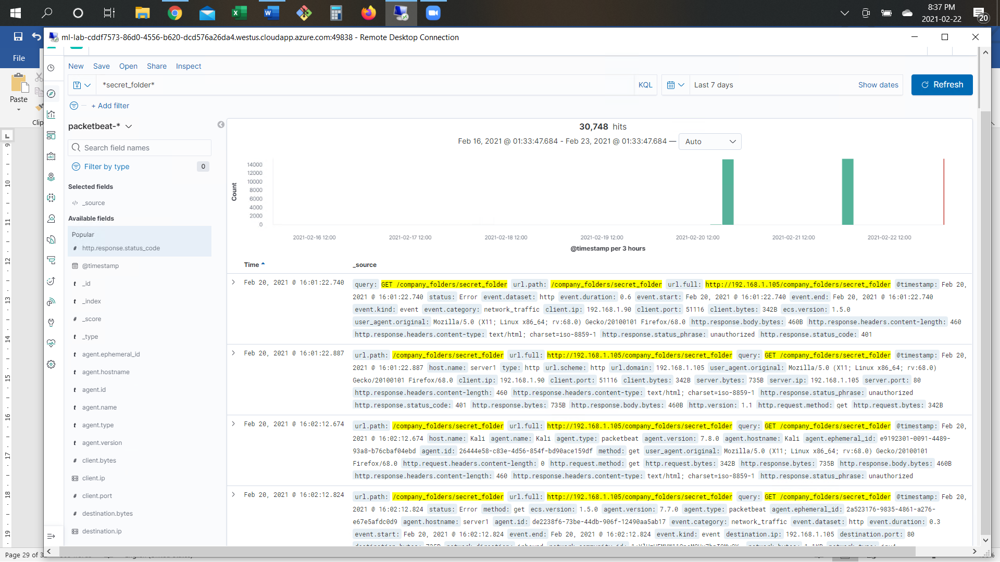 8:37 PM
2021-02-22
20
ml-lab-cddf7573-86d0-4556-b620-dcd576a26da4.westus.cloudapp.azure.com:49838 - Remote Desktop Connection
File
Paste
Clip
New Save Open Share Inspect
*secret_folder*
KQL
Last 7 days
Show dates
Refresh
+ Add filter
packetbeat-*
Search field names
Filter by type
0
Selected fields
_source
Available fields
Popular
# http.response.status_code
@timestamp
t _id
t _index
# _score
t _type
t agent.ephemeral_id
t agent.hostname
t agent.id
t agent.name
t agent.type
t agent.version
# client.bytes
client.ip
# client.port
# destination.bytes
destination.ip
30,748 hits
Feb 16, 2021 @ 01:33:47.684 - Feb 23, 2021 @ 01:33:47.684 — Auto
Count
14000
12000
10000
8000
6000
4000
2000
0
2021-02-16 12:00 2021-02-17 12:00 2021-02-18 12:00 2021-02-19 12:00 2021-02-20 12:00 2021-02-21 12:00 2021-02-22 12:00
@timestamp per 3 hours
Time _source
Feb 20, 2021 @ 16:01:22.740 query: GET /company_folders/secret_folder url.path: /company_folders/secret_folder url.full: http://192.168.1.105/company_folders/secret_folder @timestamp: Feb 20,
2021 @ 16:01:22.740 status: Error event.dataset: http event.duration: 0.6 event.start: Feb 20, 2021 @ 16:01:22.740 event.end: Feb 20, 2021 @ 16:01:22.740
event.kind: event event.category: network_traffic client.ip: 192.168.1.90 client.port: 51116 client.bytes: 342B ecs.version: 1.5.0
user_agent.original: Mozilla/5.0 (X11; Linux x86_64; rv:68.0) Gecko/20100101 Firefox/68.0 http.response.body.bytes: 460B http.response.headers.content-length: 460
http.response.headers.content-type: text/html; charset=iso-8859-1 http.response.status_phrase: unauthorized http.response.status_code: 401
Feb 20, 2021 @ 16:01:22.887 url.path: /company_folders/secret_folder url.full: http://192.168.1.105/company_folders/secret_folder query: GET /company_folders/secret_folder @timestamp: Feb 20,
2021 @ 16:01:22.887 host.name: server1 type: http url.scheme: http url.domain: 192.168.1.105 user_agent.original: Mozilla/5.0 (X11; Linux x86_64; rv:68.0)
Gecko/20100101 Firefox/68.0 client.ip: 192.168.1.90 client.port: 51116 client.bytes: 342B server.bytes: 735B server.ip: 192.168.1.105 server.port: 80
http.response.headers.content-length: 460 http.response.headers.content-type: text/html; charset=iso-8859-1 http.response.status_phrase: unauthorized
http.response.status_code: 401 http.response.bytes: 735B http.response.body.bytes: 460B http.version: 1.1 http.request.method: get http.request.bytes: 342B
Feb 20, 2021 @ 16:02:12.674 url.path: /company_folders/secret_folder url.full: http://192.168.1.105/company_folders/secret_folder query: GET /company_folders/secret_folder @timestamp: Feb 20,
2021 @ 16:02:12.674 host.name: Kali agent.name: Kali agent.type: packetbeat agent.version: 7.8.0 agent.hostname: Kali agent.ephemeral_id: e9192301-0091-4489-
93a8-b76cbaf04ebd agent.id: 26444e58-c83e-4d56-854f-bd90ace159df method: get user_agent.original: Mozilla/5.0 (X11; Linux x86_64; rv:68.0) Gecko/20100101
Firefox/68.0 http.request.headers.content-length: 0 http.request.method: get http.request.bytes: 342B http.response.bytes: 735B http.response.body.bytes: 460B
http.response.headers.content-length: 460 http.response.headers.content-type: text/html; charset=iso-8859-1 http.response.status_phrase: unauthorized
Feb 20, 2021 @ 16:02:12.824 url.path: /company_folders/secret_folder url.full: http://192.168.1.105/company_folders/secret_folder query: GET /company_folders/secret_folder @timestamp: Feb 20,
2021 @ 16:02:12.824 status: Error method: get ecs.version: 1.5.0 agent.version: 7.7.0 agent.type: packetbeat agent.ephemeral_id: 2a523176-9835-4861-a276-
e67e5afdc0d9 agent.hostname: server1 agent.id: de2238f6-73be-44db-906f-12490aa5ab17 event.category: network_traffic event.dataset: http event.duration: 0.3
event.start: Feb 20, 2021 @ 16:02:12.824 event.end: Feb 20, 2021 @ 16:02:12.824 event.kind: event destination.ip: 192.168.1.105 destination.port: 80
Page 29 of 3
9
10
11
12
13
14
15
16
17
18
19